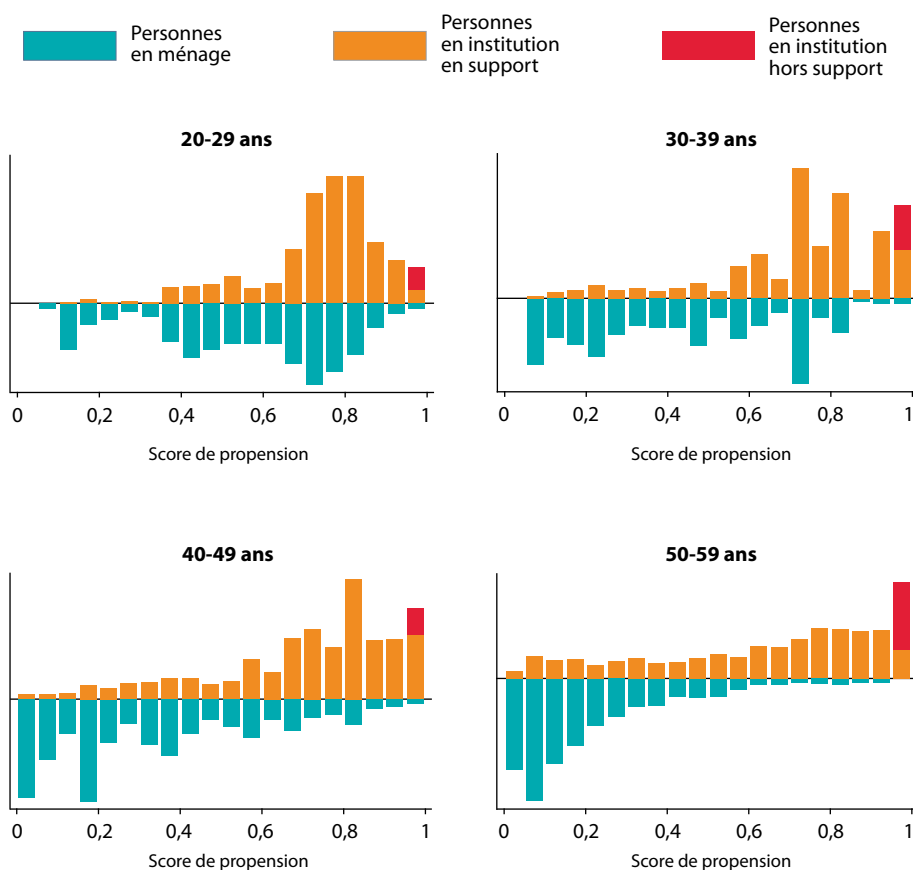 Personnes
en ménage
Personnes
en institution
en support
Personnes
en institution
hors support
20-29 ans
0 0,2 0,4 0,6 0,8 1
Score de propension
30-39 ans
0 0,2 0,4 0,6 0,8 1
Score de propension
40-49 ans
0 0,2 0,4 0,6 0,8 1
Score de propension
50-59 ans
0 0,2 0,4 0,6 0,8 1
Score de propension